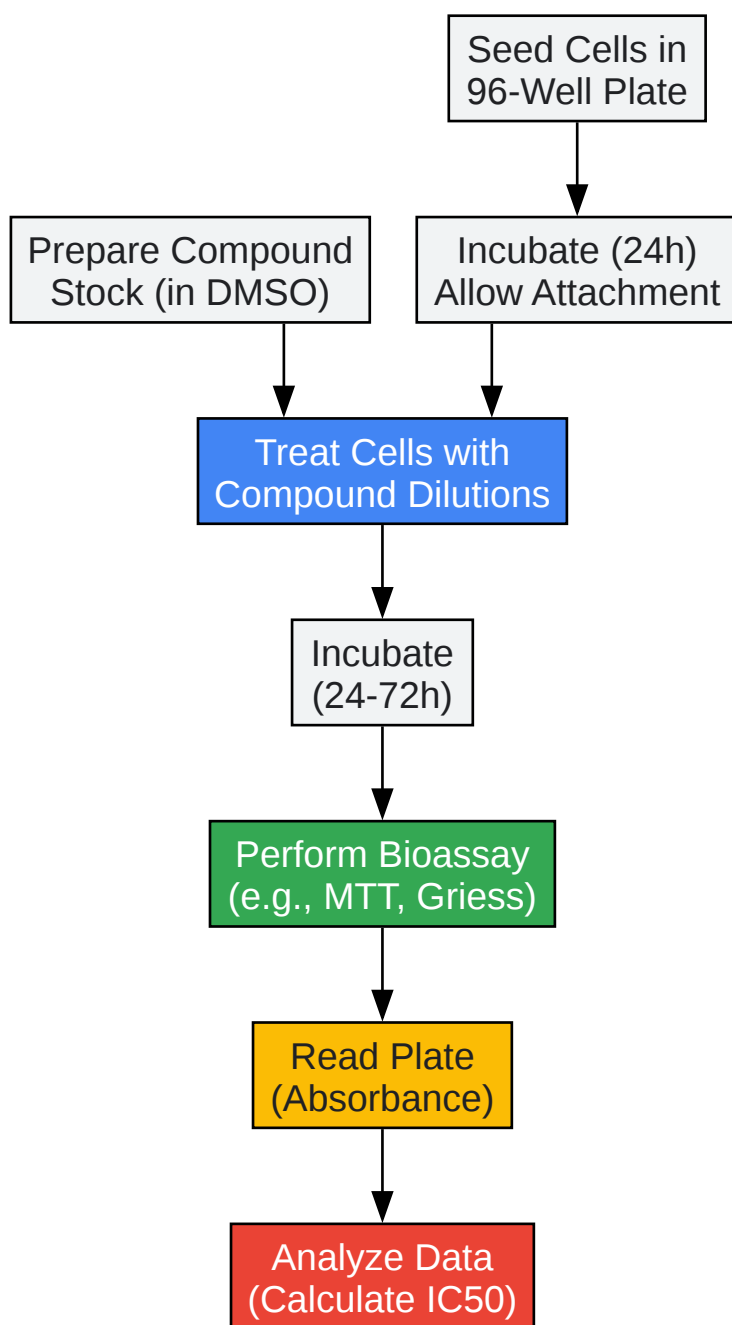 Seed Cells in
96-Well Plate
Prepare Compound
Stock (in DMSO)
Incubate (24h)
Allow Attachment
Treat Cells with
Compound Dilutions
Incubate
(24-72h)
Perform Bioassay
(e.g., MTT, Griess)
Read Plate
(Absorbance)
Analyze Data
(Calculate IC50)